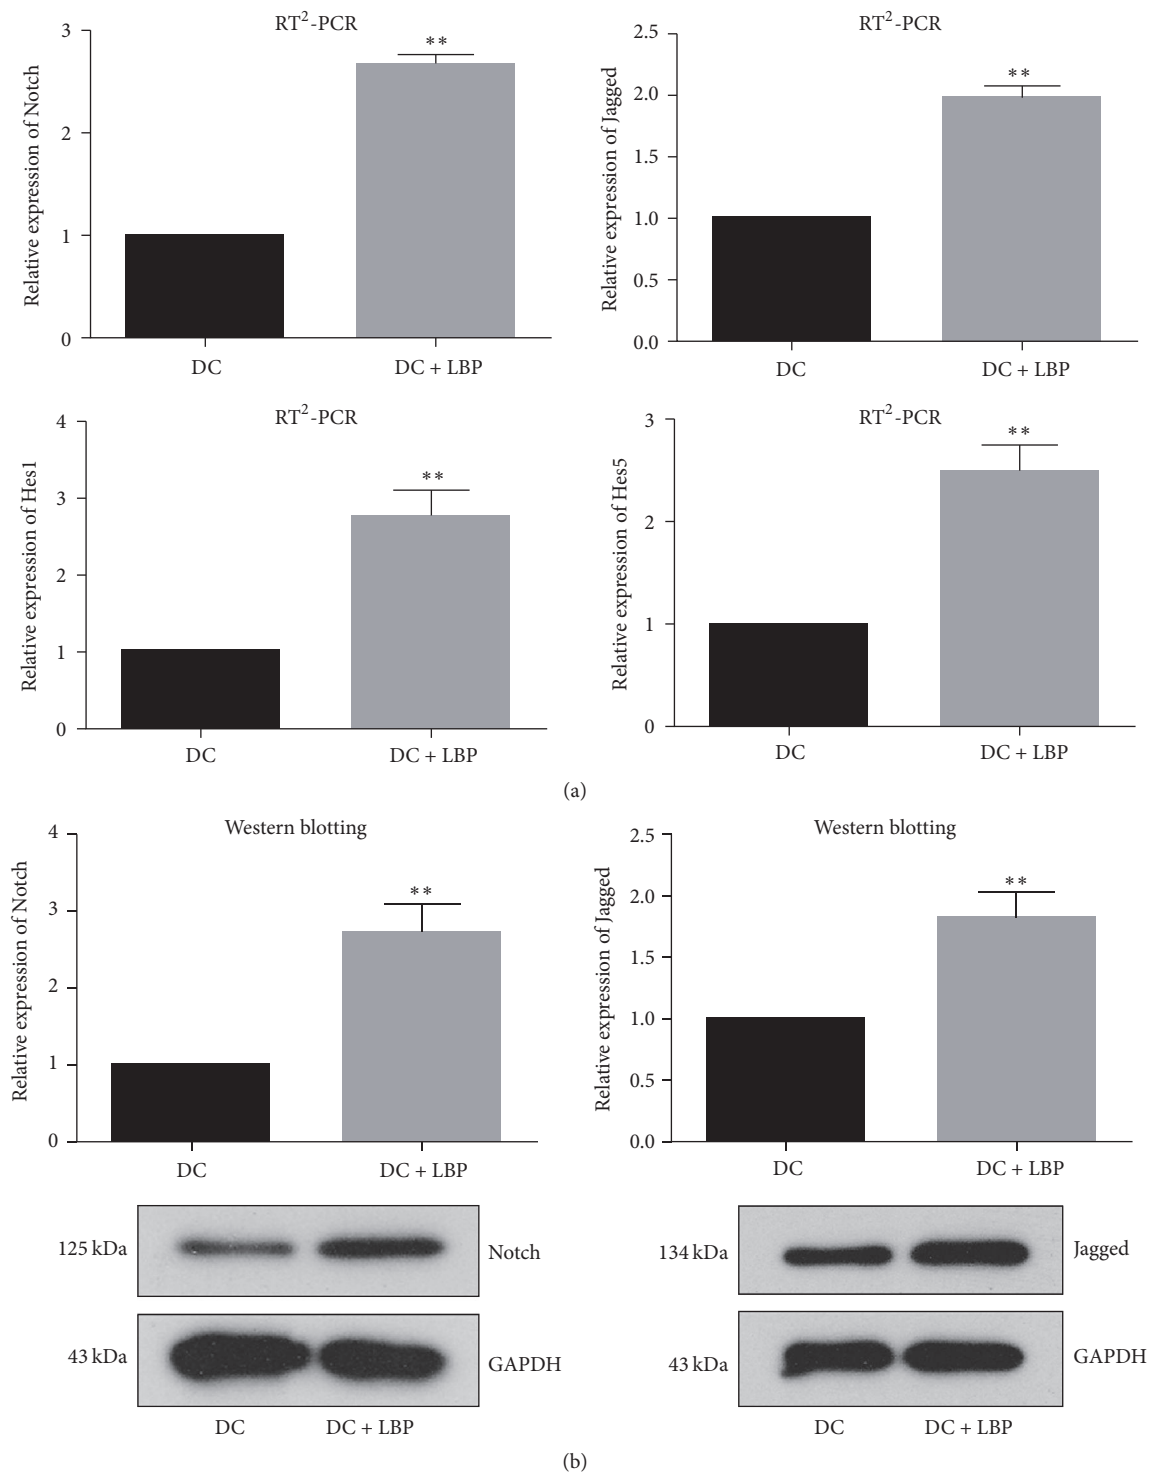 RT²-PCR
Relative expression of Notch
3
2
1
0
**
DC
DC + LBP
RT²-PCR
Relative expression of Jagged
2.5
2.0
1.5
1.0
0.5
0.0
**
DC
DC + LBP
RT²-PCR
Relative expression of Hes1
4
3
2
1
0
**
DC
DC + LBP
RT²-PCR
Relative expression of Hes5
3
2
1
0
**
DC
DC + LBP
(a)
Western blotting
Relative expression of Notch
4
3
2
1
0
**
DC
DC + LBP
125 kDa
Notch
43 kDa
GAPDH
DC
DC + LBP
Western blotting
Relative expression of Jagged
2.5
2.0
1.5
1.0
0.5
0.0
**
DC
DC + LBP
134 kDa
Jagged
43 kDa
GAPDH
DC
DC + LBP
(b)